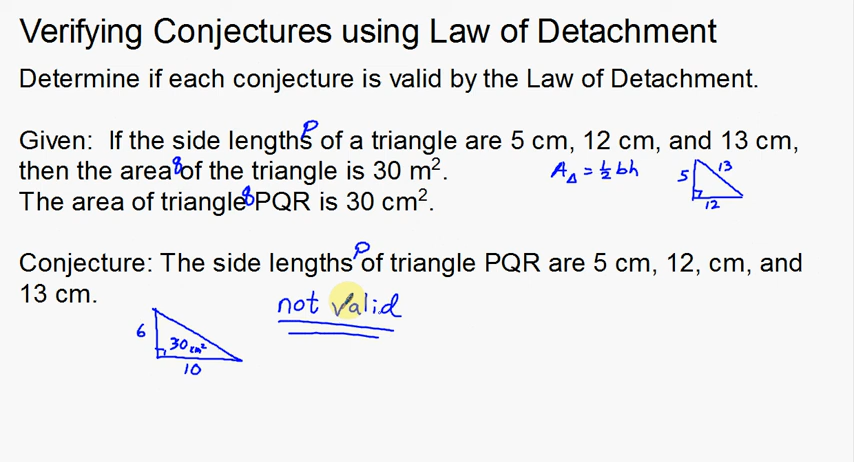 Verifying Conjectures using Law of Detachment
Determine if each conjecture is valid by the Law of Detachment.
p
Given: If the side lengths of a triangle are 5 cm, 12 cm, and 13 cm,
then the area q of the triangle is 30 m².
A△ = ½ bh
5
13
12
The area of triangle q PQR is 30 cm².
p
Conjecture: The side lengths of triangle PQR are 5 cm, 12, cm, and
13 cm.
not valid
6
30 cm²
10